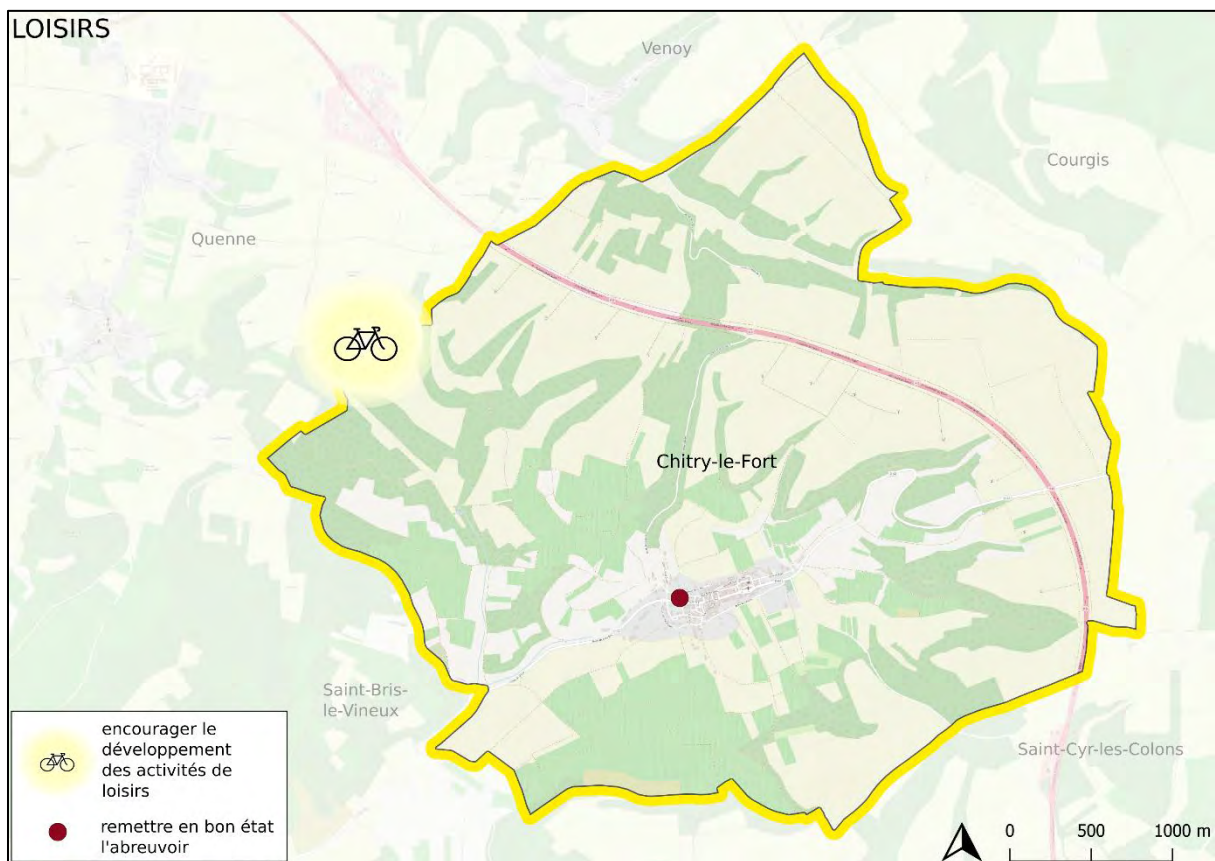 LOISIRS
Venoy
Courgis
Quenne
Chitry-le-Fort
Saint-Bris-
le-Vineux
Saint-Cyr-les-Colons
encourager le
développement
des activités de
loisirs
remettre en bon état
l'abreuvoir
0 500 1000 m